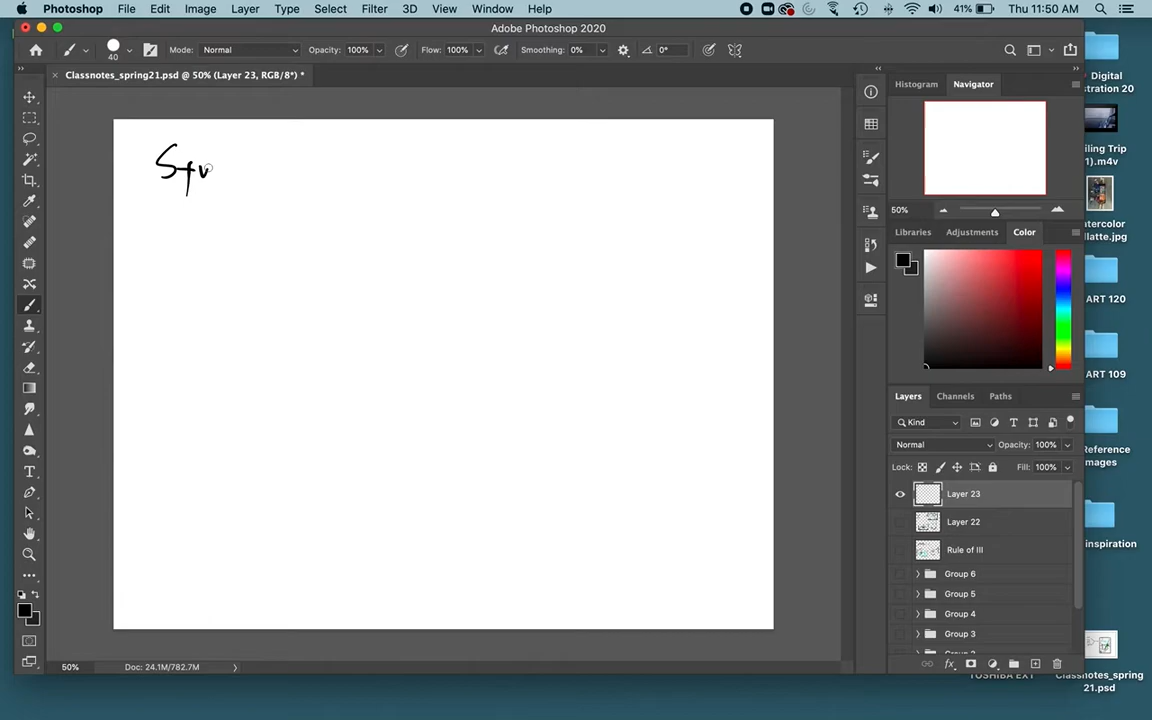 Photoshop File Edit Image Layer Type Select Filter 3D View Window Help 41% Thu 11:50 AM
Adobe Photoshop 2020
40 Mode: Normal Opacity: 100% Flow: 100% Smoothing: 0% 0°
Classnotes_spring21.psd @ 50% (Layer 23, RGB/8*) *
Histogram Navigator
50%
Libraries Adjustments Color
Layers Channels Paths
Kind
Normal Opacity: 100%
Lock: Fill: 100%
Layer 23
Layer 22
Rule of III
Group 6
Group 5
Group 4
Group 3
50% Doc: 24.1M/782.7M
Digital
stration 20
iling Trip
1).m4v
atercolor
llatte.jpg
ART 120
ART 109
Reference
mages
inspiration
TOSHIBA EXT
Classnotes_spring
21.psd